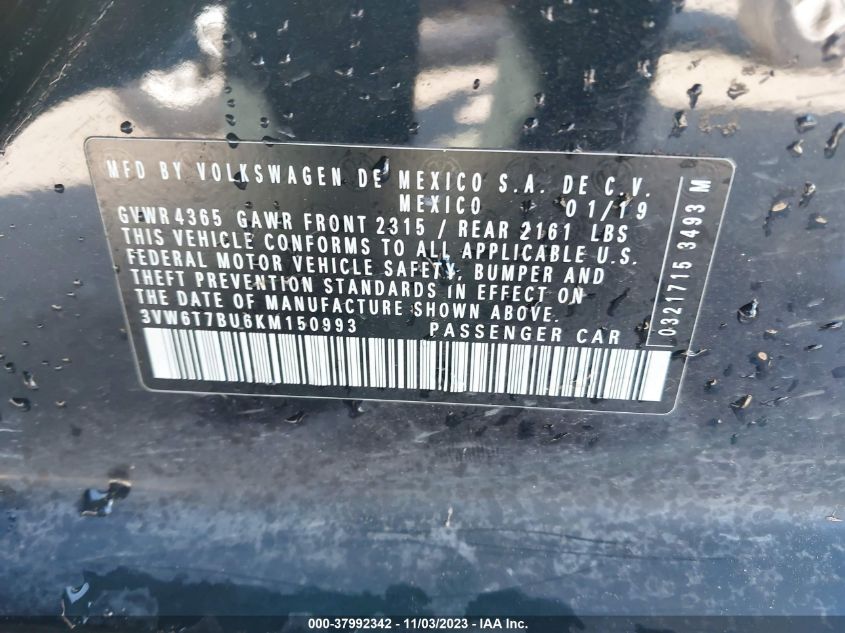 MFD BY VOLKSWAGEN DE MEXICO S.A. DE C.V.
MEXICO 01/19
GVWR 4365 GAWR FRONT 2315 / REAR 2161 LBS
THIS VEHICLE CONFORMS TO ALL APPLICABLE U.S.
FEDERAL MOTOR VEHICLE SAFETY, BUMPER AND
THEFT PREVENTION STANDARDS IN EFFECT ON
THE DATE OF MANUFACTURE SHOWN ABOVE.
3VW6T7BU6KM150993 PASSENGER CAR
0321715 3493 M
000-37992342 - 11/03/2023 - IAA Inc.